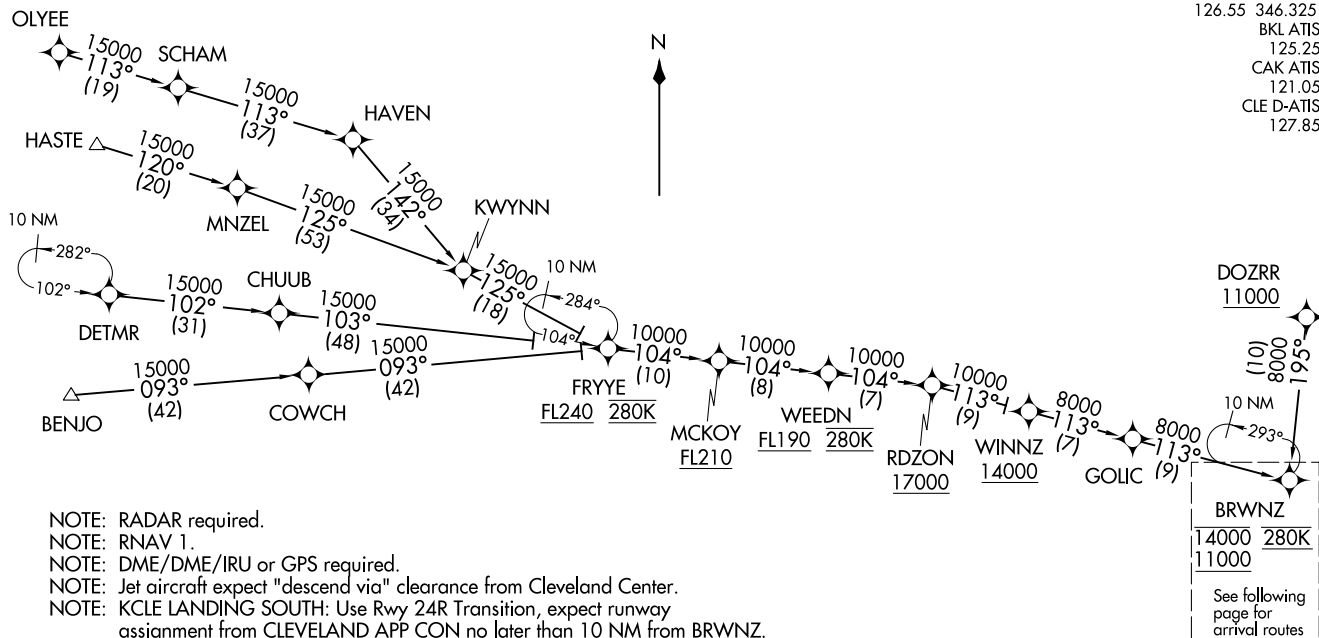 126.55 346.325
BKL ATIS
125.25
CAK ATIS
121.05
CLE D-ATIS
127.85
N
OLYEE
15000
113°
(19)
SCHAM
15000
113°
(37)
HAVEN
15000
142°
(34)
HASTE
15000
120°
(20)
MNZEL
15000
125°
(53)
KWYNN
15000
125°
(18)
10 NM
282°
102°
DETMR
15000
102°
(31)
CHUUB
15000
103°
(48)
10 NM
284°
104°
BENJO
15000
093°
(42)
COWCH
15000
093°
(42)
FRYYE
FL240 280K
10000
104°
(10)
MCKOY
FL210
10000
104°
(8)
WEEDN
FL190 280K
10000
104°
(7)
RDZON
17000
10000
113°
(9)
WINNZ
14000
8000
113°
(7)
GOLIC
8000
113°
(9)
DOZRR
11000
195°
8000
(10)
10 NM
293°
BRWNZ
14000 280K
11000
See following
page for
arrival routes
NOTE: RADAR required.
NOTE: RNAV 1.
NOTE: DME/DME/IRU or GPS required.
NOTE: Jet aircraft expect "descend via" clearance from Cleveland Center.
NOTE: KCLE LANDING SOUTH: Use Rwy 24R Transition, expect runway
assignment from CLEVELAND APP CON no later than 10 NM from BRWNZ.